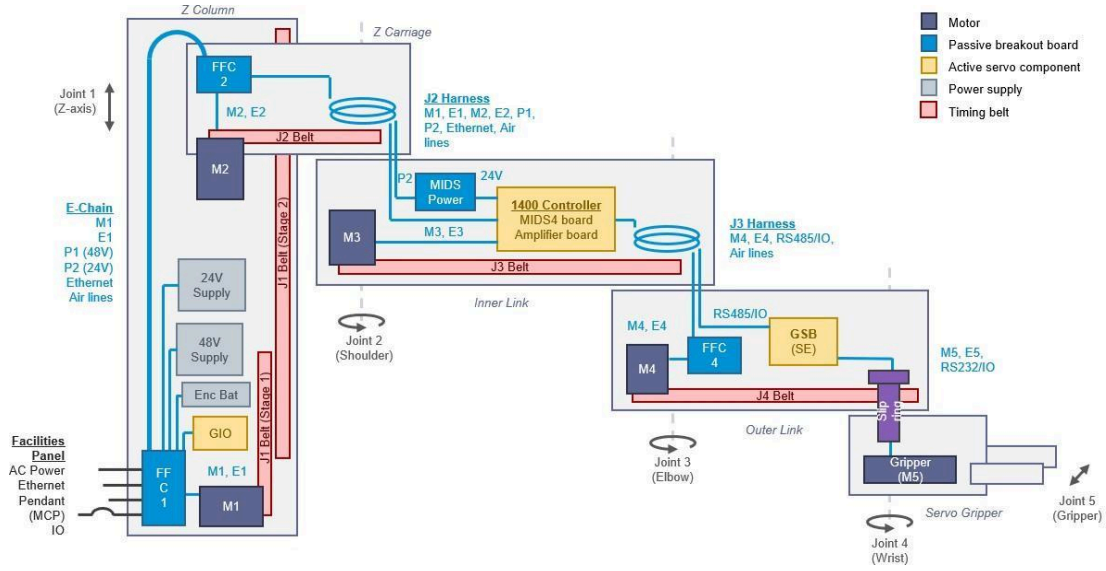 Z Column
Z Carriage
Motor
Passive breakout board
Active servo component
Power supply
Timing belt
FFC
2
Joint 1
(Z-axis)
M2, E2
J2 Harness
M1, E1, M2, E2, P1,
P2, Ethernet, Air
lines
J2 Belt
M2
P2
MIDS
Power
24V
1400 Controller
MIDS4 board
Amplifier board
E-Chain
M1
E1
P1 (48V)
P2 (24V)
Ethernet
Air lines
M3
M3, E3
J3 Harness
M4, E4, RS485/IO,
Air lines
J3 Belt
J1 Belt (Stage 2)
24V
Supply
Inner Link
Joint 2
(Shoulder)
48V
Supply
M4, E4
RS485/IO
GSB
(SE)
FFC
4
M4
M5, E5,
RS232/IO
J4 Belt
Enc Bat
J1 Belt (Stage 1)
GIO
Slip
ring
Outer Link
Facilities
Panel
AC Power
Ethernet
Pendant
(MCP)
IO
FF
C
1
M1, E1
M1
Joint 3
(Elbow)
Gripper
(M5)
Joint 5
(Gripper)
Servo Gripper
Joint 4
(Wrist)